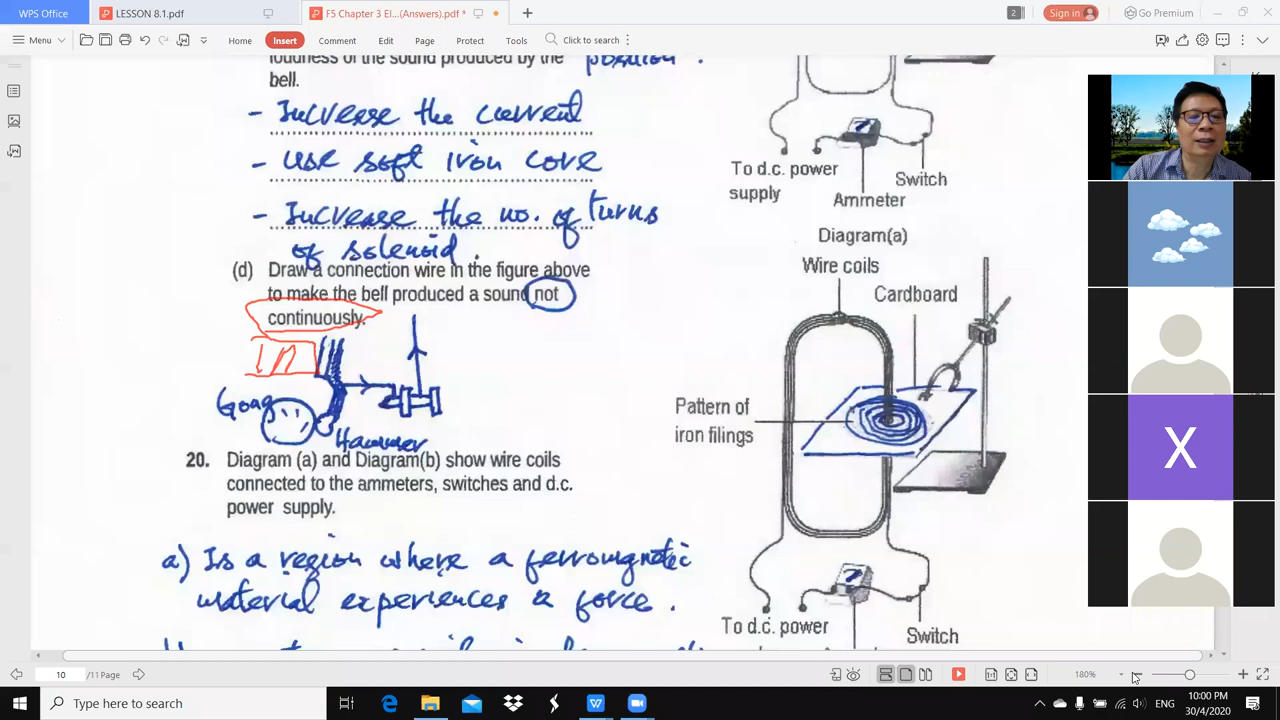 WPS Office
LESSON 8.1.pdf
F5 Chapter 3 El...(Answers).pdf *
2
Sign in
Go Premium
Menu
Home
Insert
Comment
Edit
Page
Protect
Tools
Click to search
loudness of the sound produced by the position.
bell.
- Increase the current
- use soft iron core
- Increase the no. of turns
of solenoid.
(d) Draw a connection wire in the figure above
to make the bell produced a sound not
continuously.
Gong
Hammer
20. Diagram (a) and Diagram(b) show wire coils
connected to the ammeters, switches and d.c.
power supply.
a) Is a region where a ferromagnetic
material experiences a force.
To d.c. power
supply
Switch
Ammeter
Diagram(a)
Wire coils
Cardboard
Pattern of
iron filings
To d.c. power
Switch
X
10
/11 Page
180%
Type here to search
ENG
10:00 PM
30/4/2020